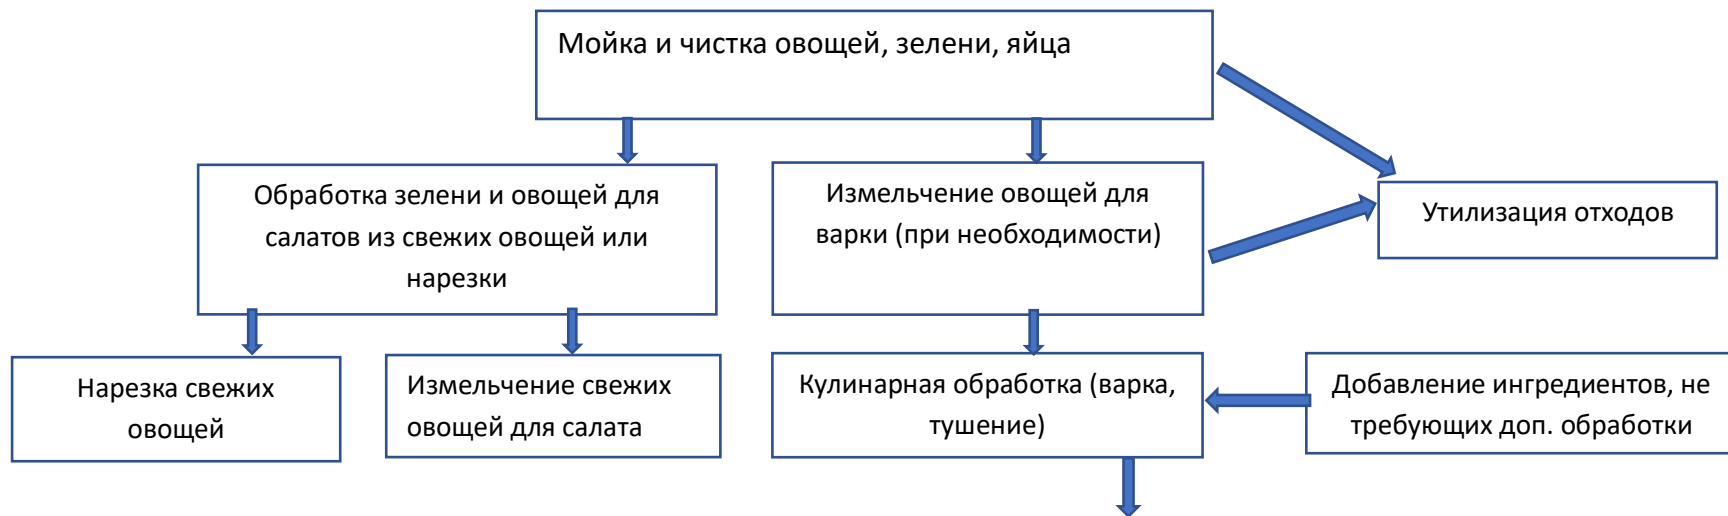 Мойка и чистка овощей, зелени, яйца
Обработка зелени и овощей для
салатов из свежих овощей или
нарезки
Измельчение овощей для
варки (при необходимости)
Утилизация отходов
Нарезка свежих
овощей
Измельчение свежих
овощей для салата
Кулинарная обработка (варка,
тушение)
Добавление ингредиентов, не
требующих доп. обработки